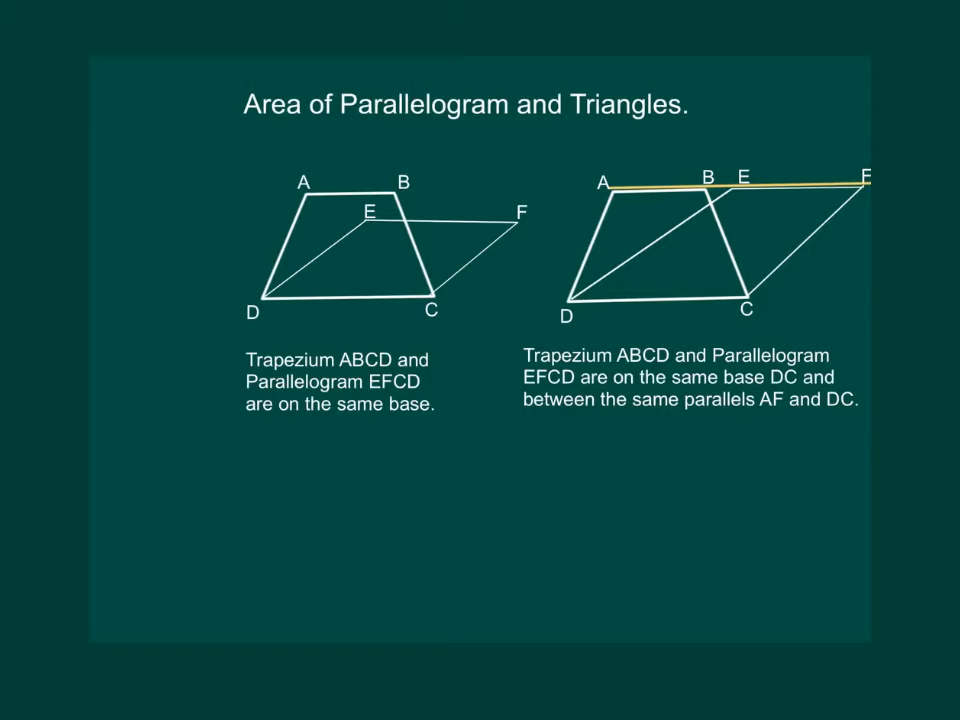 Area of Parallelogram and Triangles.
A B
E F
D C
Trapezium ABCD and
Parallelogram EFCD
are on the same base.
A B E F
D C
Trapezium ABCD and Parallelogram
EFCD are on the same base DC and
between the same parallels AF and DC.